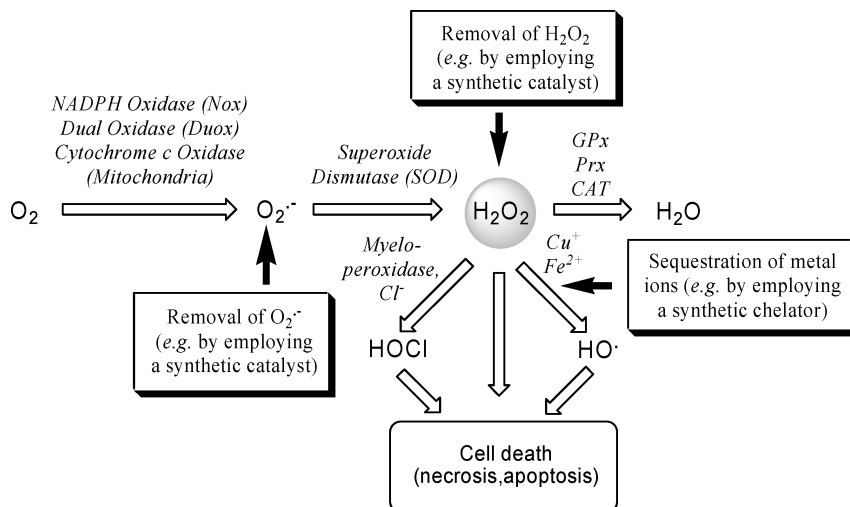 Removal of H₂O₂
(e.g. by employing
a synthetic catalyst)
NADPH Oxidase (Nox)
Dual Oxidase (Duox)
Cytochrome c Oxidase
(Mitochondria)
Superoxide
Dismutase (SOD)
GPx
Prx
CAT
O₂
O₂·⁻
H₂O₂
H₂O
Myelo-
peroxidase,
Cl⁻
Cu⁺
Fe²⁺
Sequestration of metal
ions (e.g. by employing
a synthetic chelator)
Removal of O₂·⁻
(e.g. by employing
a synthetic catalyst)
HOCl
HO·
Cell death
(necrosis,apoptosis)